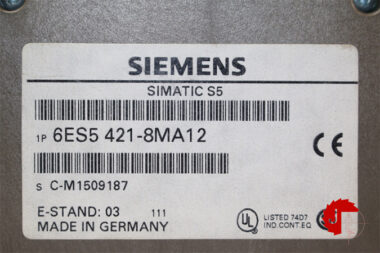 SIEMENS
SIMATIC S5
1P 6ES5 421-8MA12
CE
S C-M1509187
E-STAND: 03 111
MADE IN GERMANY
UL
LISTED 74D7
IND.CONT.EQ